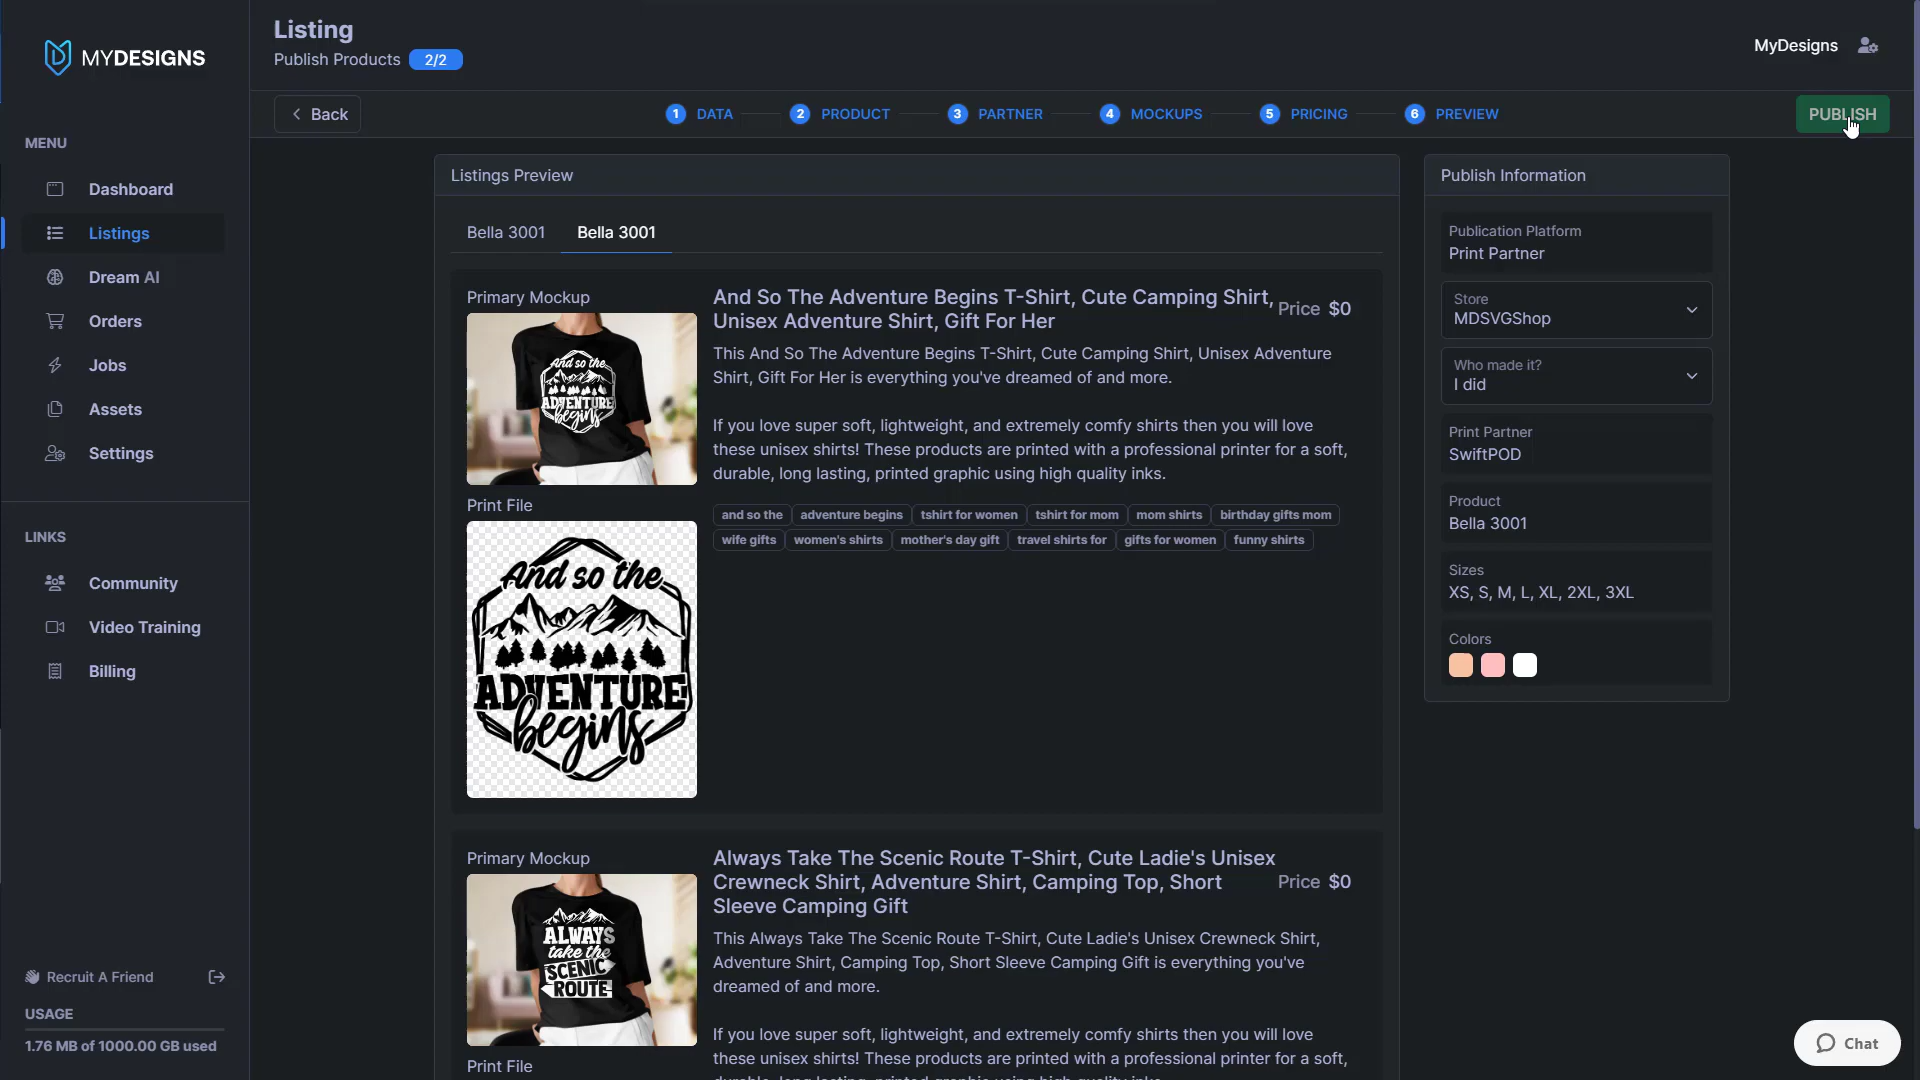 MYDESIGNS
Listing
Publish Products 2/2
MyDesigns
Back
1 DATA
2 PRODUCT
3 PARTNER
4 MOCKUPS
5 PRICING
6 PREVIEW
PUBLISH
MENU
Dashboard
Listings
Dream AI
Orders
Jobs
Assets
Settings
LINKS
Community
Video Training
Billing
Recruit A Friend
USAGE
1.76 MB of 1000.00 GB used
Listings Preview
Bella 3001
Bella 3001
Primary Mockup
And so the
ADVENTURE
begins
Print File
And so the
ADVENTURE
begins
And So The Adventure Begins T-Shirt, Cute Camping Shirt,
Unisex Adventure Shirt, Gift For Her
Price $0
This And So The Adventure Begins T-Shirt, Cute Camping Shirt, Unisex Adventure
Shirt, Gift For Her is everything you've dreamed of and more.
If you love super soft, lightweight, and extremely comfy shirts then you will love
these unisex shirts! These products are printed with a professional printer for a soft,
durable, long lasting, printed graphic using high quality inks.
and so the adventure begins tshirt for women tshirt for mom mom shirts birthday gifts mom
wife gifts women's shirts mother's day gift travel shirts for gifts for women funny shirts
Primary Mockup
ALWAYS
take the
SCENIC
ROUTE
Print File
Always Take The Scenic Route T-Shirt, Cute Ladie's Unisex
Crewneck Shirt, Adventure Shirt, Camping Top, Short
Sleeve Camping Gift
Price $0
This Always Take The Scenic Route T-Shirt, Cute Ladie's Unisex Crewneck Shirt,
Adventure Shirt, Camping Top, Short Sleeve Camping Gift is everything you've
dreamed of and more.
If you love super soft, lightweight, and extremely comfy shirts then you will love
these unisex shirts! These products are printed with a professional printer for a soft,
Publish Information
Publication Platform
Print Partner
Store
MDSVGShop
Who made it?
I did
Print Partner
SwiftPOD
Product
Bella 3001
Sizes
XS, S, M, L, XL, 2XL, 3XL
Colors
Chat